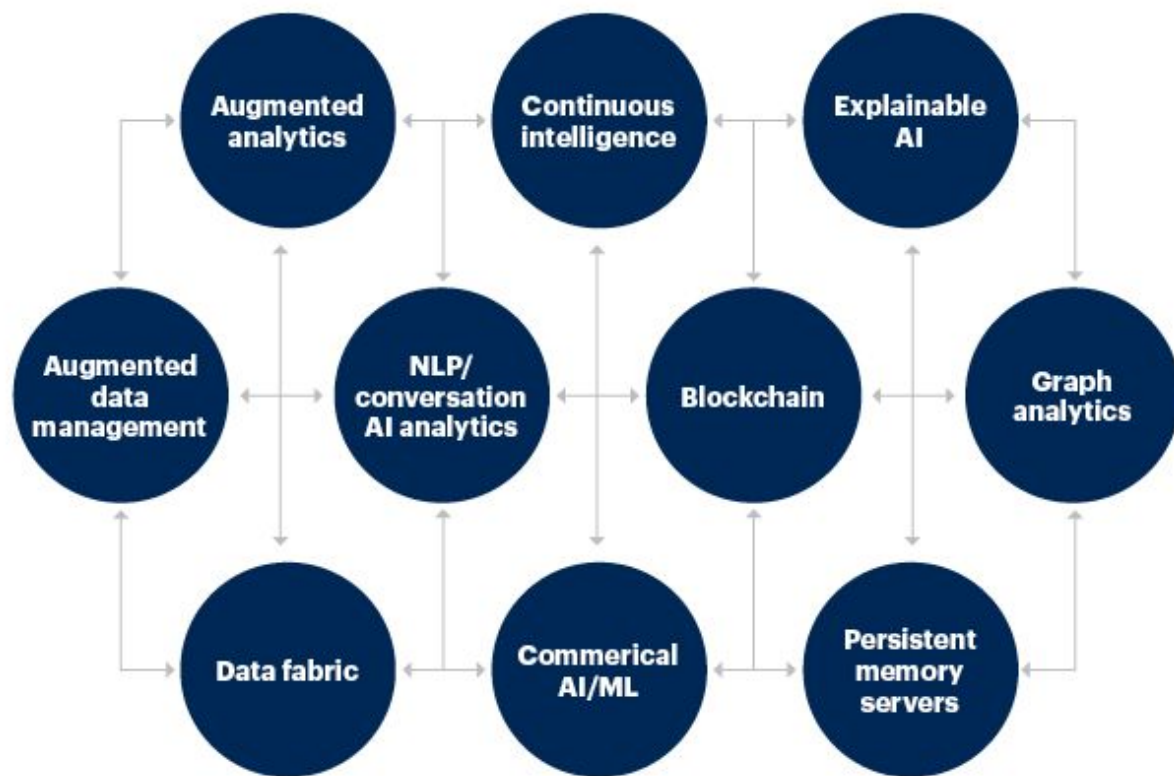 Augmented
analytics
Continuous
intelligence
Explainable
AI
Augmented
data
management
NLP/
conversation
AI analytics
Blockchain
Graph
analytics
Data fabric
Commerical
AI/ML
Persistent
memory
servers